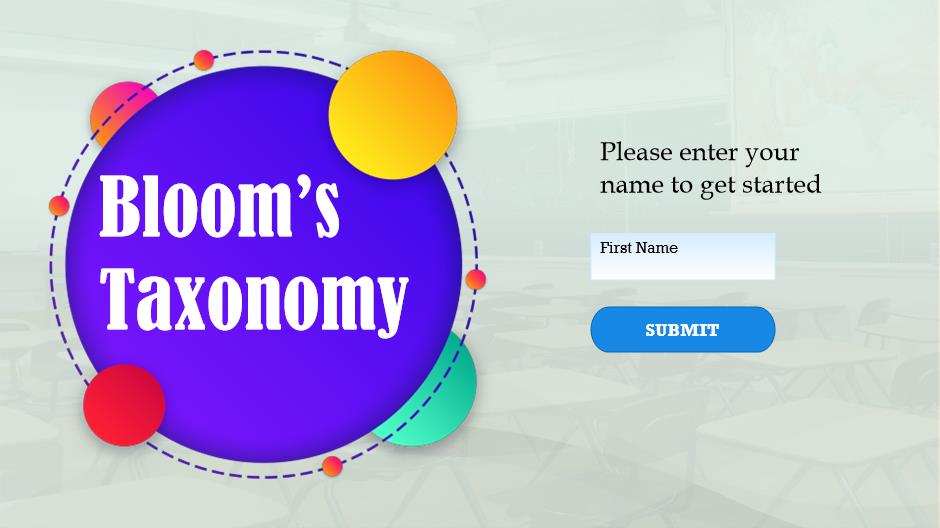 Bloom’s
Taxonomy
Please enter your
name to get started
First Name
SUBMIT